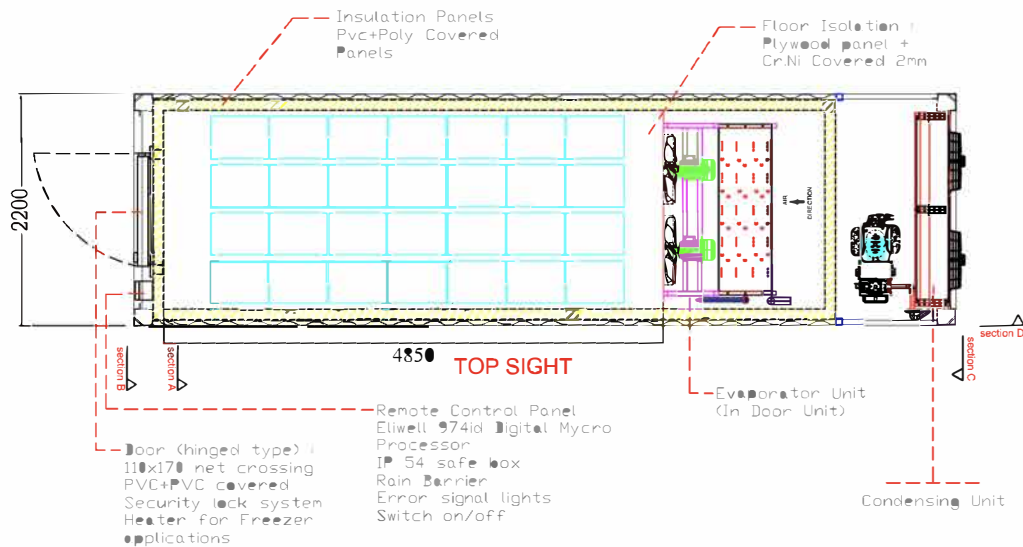 Insulation Panels
Pvc+Poly Covered
Panels
Floor Isolation
Plywood panel +
Cr.Ni Covered 2mm
2200
AIR
DIRECTION
4850
TOP SIGHT
section B
section A
section C
section D
Evaporator Unit
(In Door Unit)
Remote Control Panel
Eliwell 974id Digital Mycro
Processor
IP 54 safe box
Rain Barrier
Error signal lights
Switch on/off
Door (hinged type)
110x170 net crossing
PVC+PVC covered
Security lock system
Heater for Freezer
applications
Condensing Unit